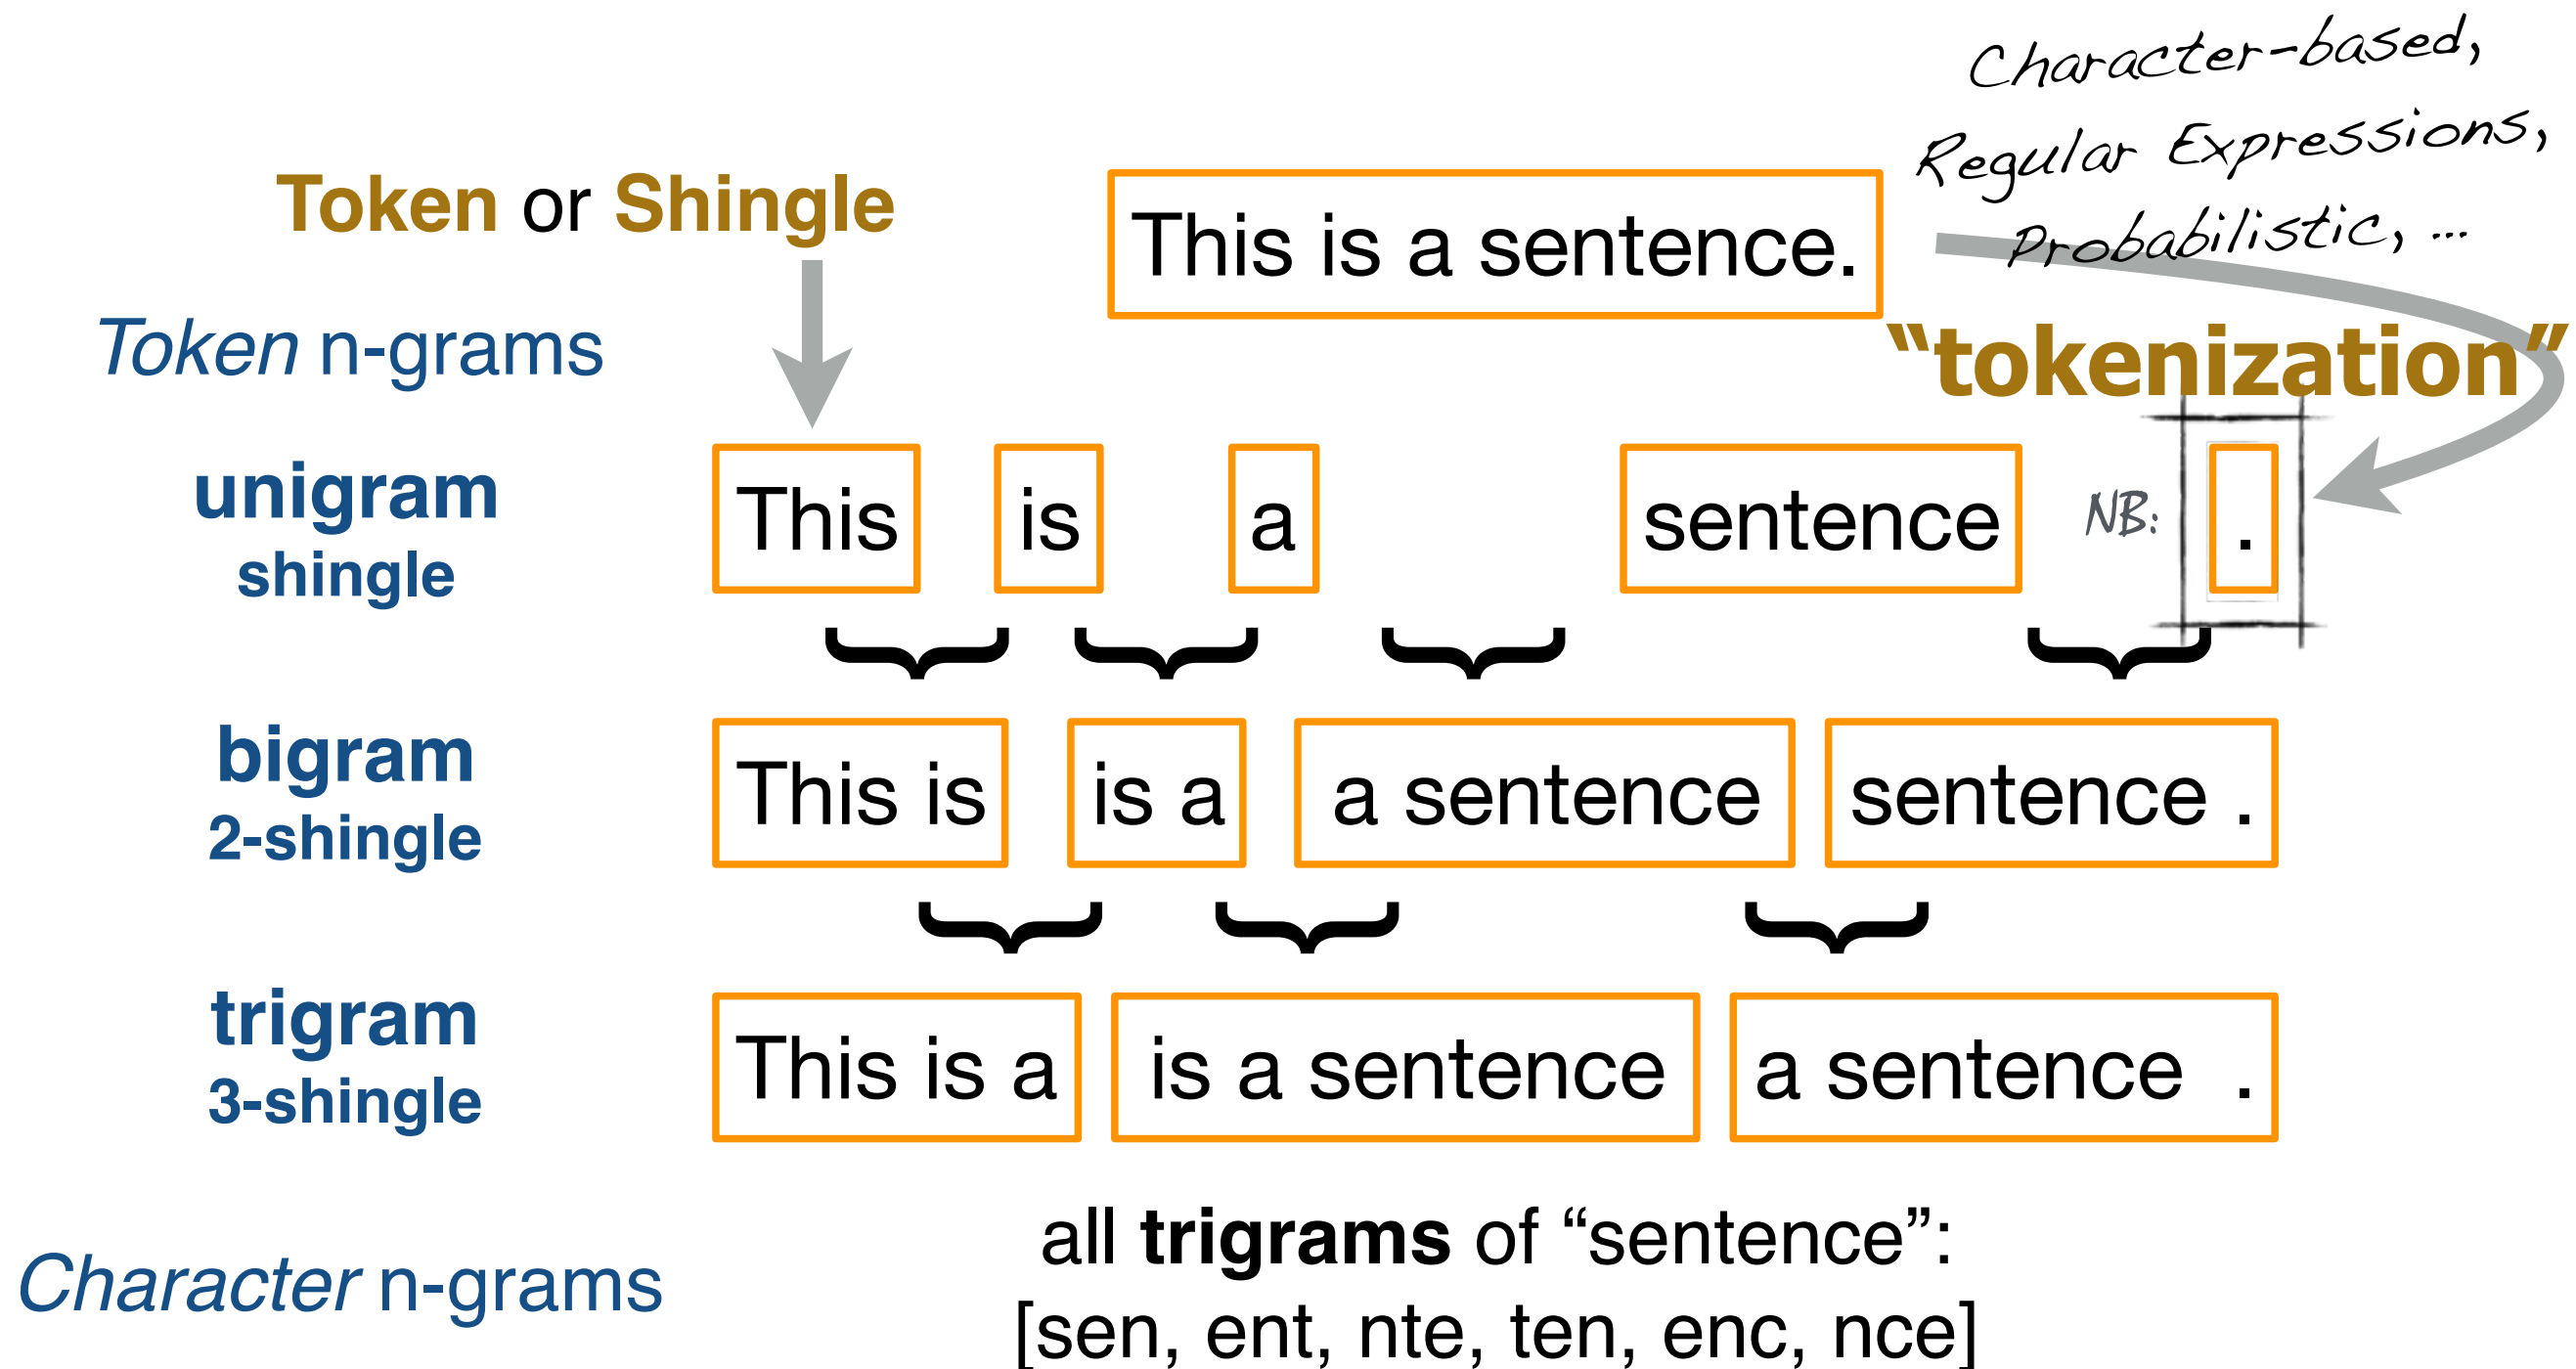 Character-based,
Regular Expressions,
Probabilistic, ...
Token or Shingle
This is a sentence.
Token n-grams
“tokenization”
unigram
shingle
This is a sentence NB: .
bigram
2-shingle
This is is a a sentence sentence .
trigram
3-shingle
This is a is a sentence a sentence .
Character n-grams
all trigrams of “sentence”:
[sen, ent, nte, ten, enc, nce]